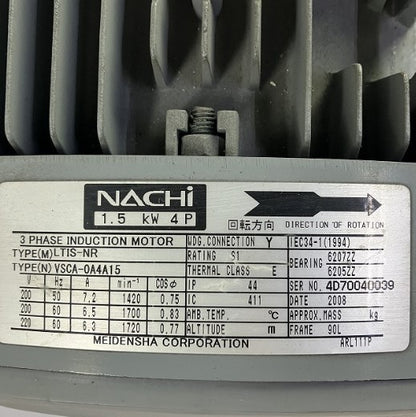 NACHi
1.5 kW 4P
回転方向 DIRECTION OF ROTATION
3 PHASE INDUCTION MOTOR WDG.CONNECTION Y IEC34-1(1994)
TYPE(M) LTIS-NR RATING S1 BEARING 6207ZZ
TYPE(N) VSCA-0A4A15 THERMAL CLASS E 6205ZZ
V Hz A min⁻¹ COSφ IP 44 SER NO. 4D70040039
200 50 7.2 1420 0.75 IC 411 DATE 2008
200 60 6.5 1700 0.83 AMB.TEMP. ℃ APPROX.MASS kg
220 60 6.3 1720 0.77 ALTITUDE m FRAME 90L
MEIDENSHA CORPORATION ARL111P